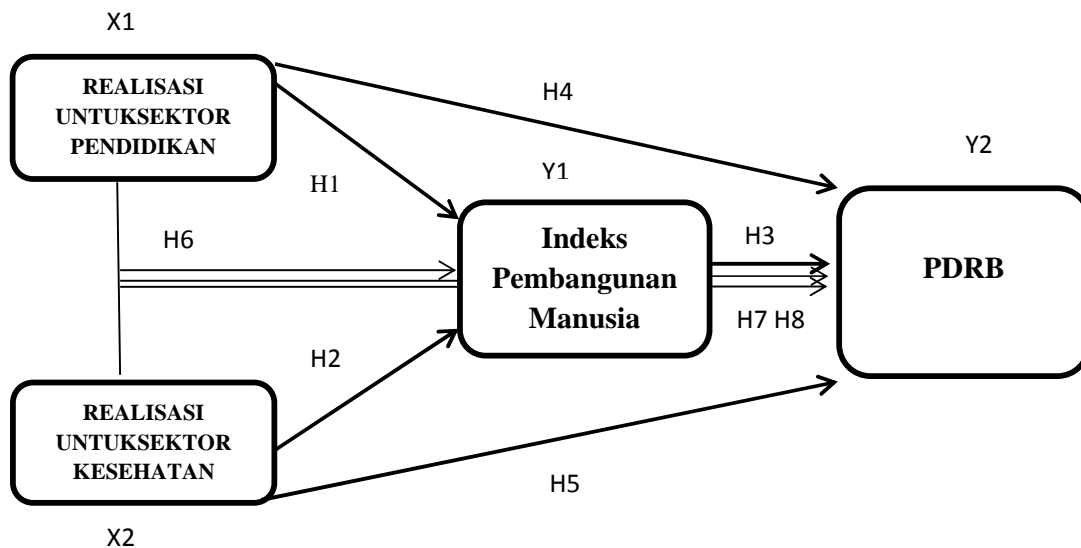 X1
REALISASI
UNTUKSEKTOR
PENDIDIKAN
H4
Y2
H1
Y1
H6
Indeks
Pembangunan
Manusia
H3
PDRB
H7 H8
H2
REALISASI
UNTUKSEKTOR
KESEHATAN
H5
X2